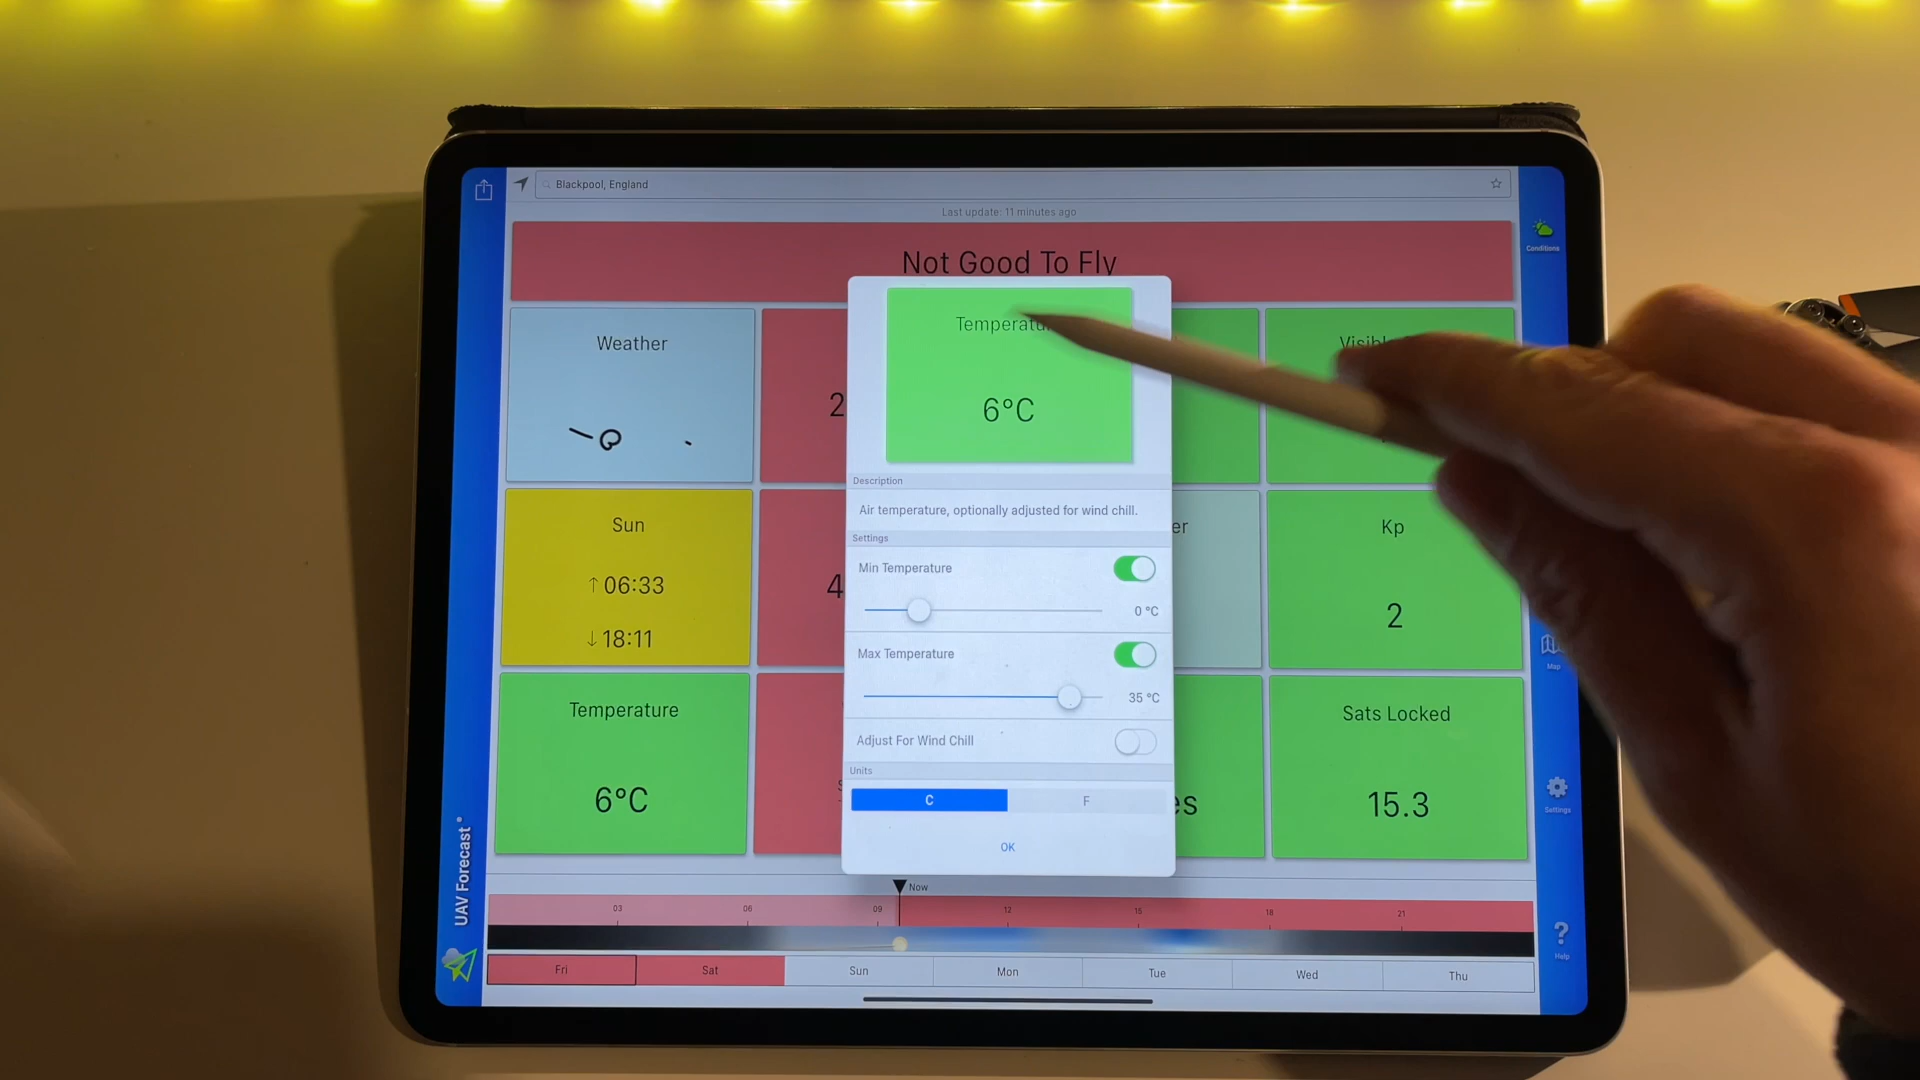 Blackpool, England
Last update: 11 minutes ago
Conditions
Not Good To Fly
Weather
Sun
↑ 06:33
↓ 18:11
Temperature
6°C
2
4
6°C
Description
Air temperature, optionally adjusted for wind chill.
Settings
Min Temperature
0 °C
Max Temperature
35 °C
Adjust For Wind Chill
Units
C F
OK
er
es
Kp
2
Sats Locked
15.3
Map
Settings
Help
UAV Forecast
Now
03 06 09 12 15 18 21
Fri Sat Sun Mon Tue Wed Thu